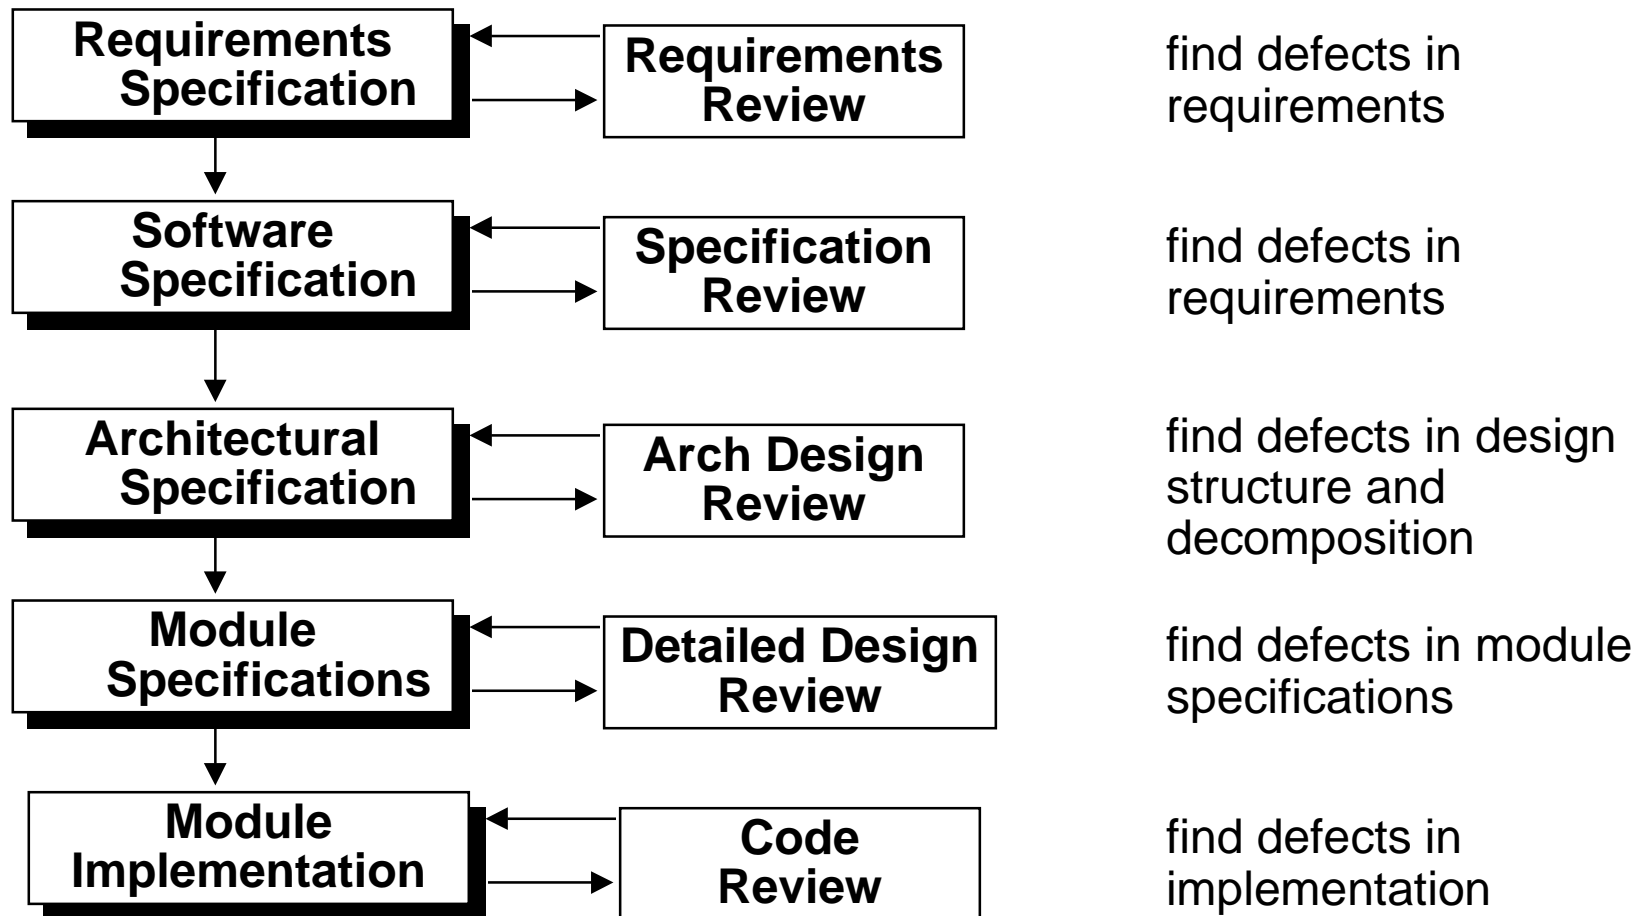 Requirements
Specification
Requirements
Review
find defects in
requirements
Software
Specification
Specification
Review
find defects in
requirements
Architectural
Specification
Arch Design
Review
find defects in design
structure and
decomposition
Module
Specifications
Detailed Design
Review
find defects in module
specifications
Module
Implementation
Code
Review
find defects in
implementation